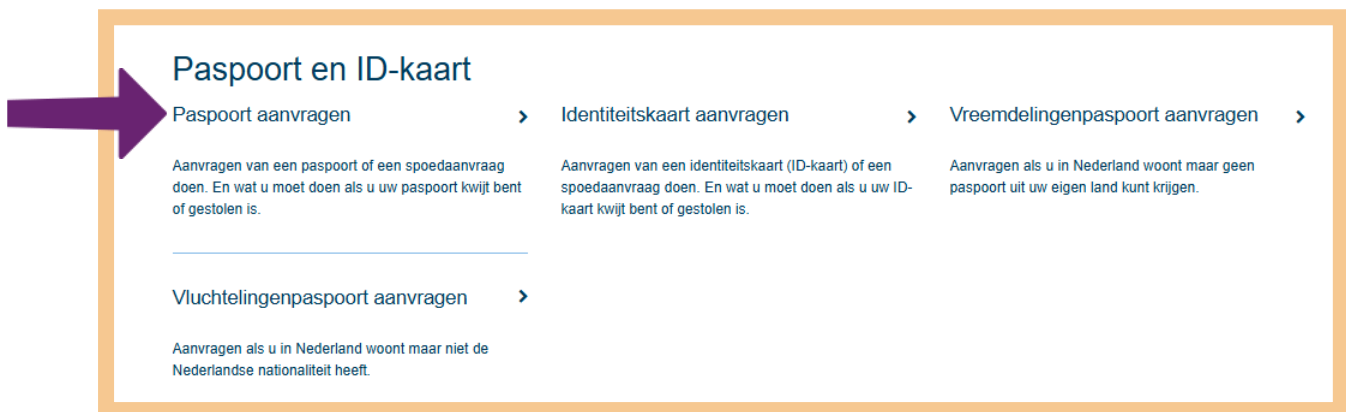 Paspoort en ID-kaart
Paspoort aanvragen
Aanvragen van een paspoort of een spoedaanvraag
doen. En wat u moet doen als u uw paspoort kwijt bent
of gestolen is.
Identiteitskaart aanvragen
Aanvragen van een identiteitskaart (ID-kaart) of een
spoedaanvraag doen. En wat u moet doen als u uw ID-
kaart kwijt bent of gestolen is.
Vreemdelingenpaspoort aanvragen
Aanvragen als u in Nederland woont maar geen
paspoort uit uw eigen land kunt krijgen.
Vluchtelingenpaspoort aanvragen
Aanvragen als u in Nederland woont maar niet de
Nederlandse nationaliteit heeft.